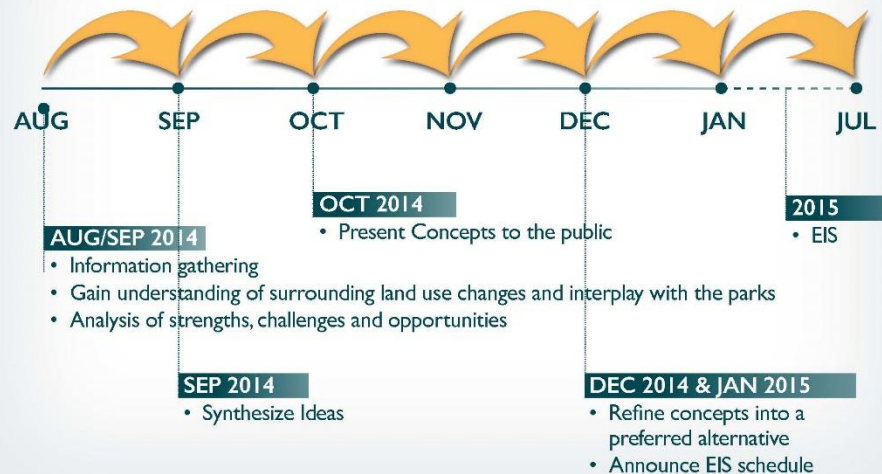 AUG SEP OCT NOV DEC JAN JUL
OCT 2014
• Present Concepts to the public
2015
• EIS
AUG/SEP 2014
• Information gathering
• Gain understanding of surrounding land use changes and interplay with the parks
• Analysis of strengths, challenges and opportunities
SEP 2014
• Synthesize Ideas
DEC 2014 & JAN 2015
• Refine concepts into a
preferred alternative
• Announce EIS schedule